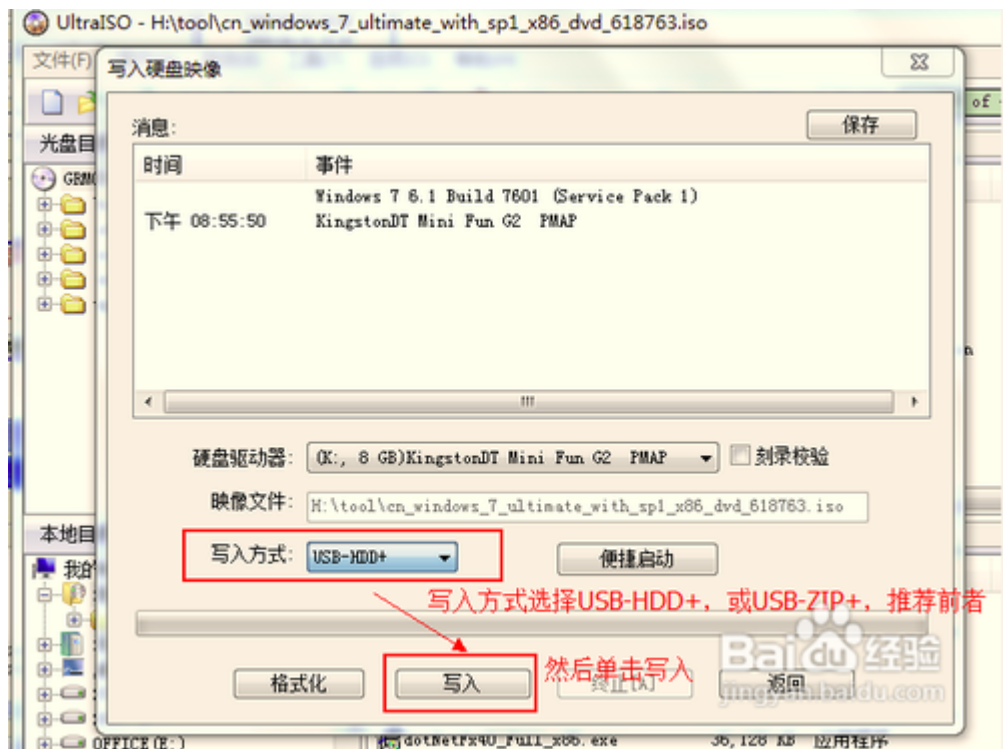 UltraISO - H:\tool\cn_windows_7_ultimate_with_sp1_x86_dvd_618763.iso
文件(F)
写入硬盘映像
of
光盘目
消息:
保存
时间 事件
Windows 7 6.1 Build 7601 (Service Pack 1)
下午 08:55:50 KingstonDT Mini Fun G2 PMAP
硬盘驱动器: (K:, 8 GB)KingstonDT Mini Fun G2 PMAP 刻录校验
映像文件: H:\tool\cn_windows_7_ultimate_with_sp1_x86_dvd_618763.iso
本地目
写入方式: USB-HDD+ 便捷启动
我的
写入方式选择USB-HDD+，或USB-ZIP+，推荐前者
然后单击写入
格式化 写入 终止[A] 返回
Baidu 经验
jingyan.baidu.com
OFFICE(E:)
dotNetFx40_Full_x86.exe 36,128 KB 应用程序